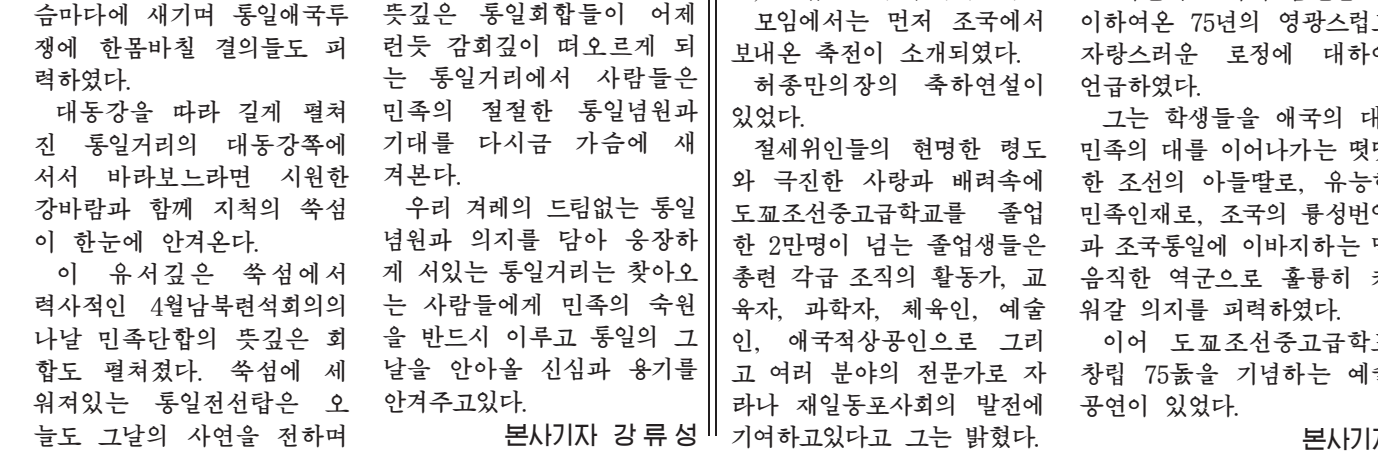 슴마다에 새기며 통일애국투
쟁에 한몸바칠 결의들도 피
력하였다.
대동강을 따라 길게 펼쳐
진 통일거리의 대동강쪽에
서서 바라보느라면 시원한
강바람과 함께 지척의 쑥섬
이 한눈에 안겨온다.
이 유서깊은 쑥섬에서
력사적인 4월남북련석회의의
나날 민족단합의 뜻깊은 회
합도 펼쳐졌다. 쑥섬에 세
워져있는 통일전선탑은 오
늘도 그날의 사연을 전하며
뜻깊은 통일회합들이 어제
런듯 감회깊이 떠오르게 되
는 통일거리에서 사람들은
민족의 절절한 통일념원과
기대를 다시금 가슴에 새
겨본다.
우리 겨레의 드팀없는 통일
념원과 의지를 담아 웅장하
게 서있는 통일거리는 찾아오
는 사람들에게 민족의 숙원
을 반드시 이루고 통일의 그
날을 안아올 신심과 용기를
안겨주고있다.
본사기자 강류성
모임에서는 먼저 조국에서
보내온 축전이 소개되였다.
허종만의장의 축하연설이
있었다.
절세위인들의 현명한 령도
와 극진한 사랑과 배려속에
도꾜조선중고급학교를 졸업
한 2만명이 넘는 졸업생들은
총련 각급 조직의 활동가, 교
육자, 과학자, 체육인, 예술
인, 애국적상공인으로 그리
고 여러 분야의 전문가로 자
라나 재일동포사회의 발전에
기여하고있다고 그는 밝혔다.
이하여온 75년의 영광스럽고
자랑스러운 로정에 대하여
언급하였다.
그는 학생들을 애국의 대,
민족의 대를 이어나가는 떳떳
한 조선의 아들딸로, 유능한
민족인재로, 조국의 륭성번영
과 조국통일에 이바지하는
음직한 역군으로 훌륭히 키
워갈 의지를 피력하였다.
이어 도꾜조선중고급학교
창립 75돐을 기념하는 예술
공연이 있었다.
본사기자